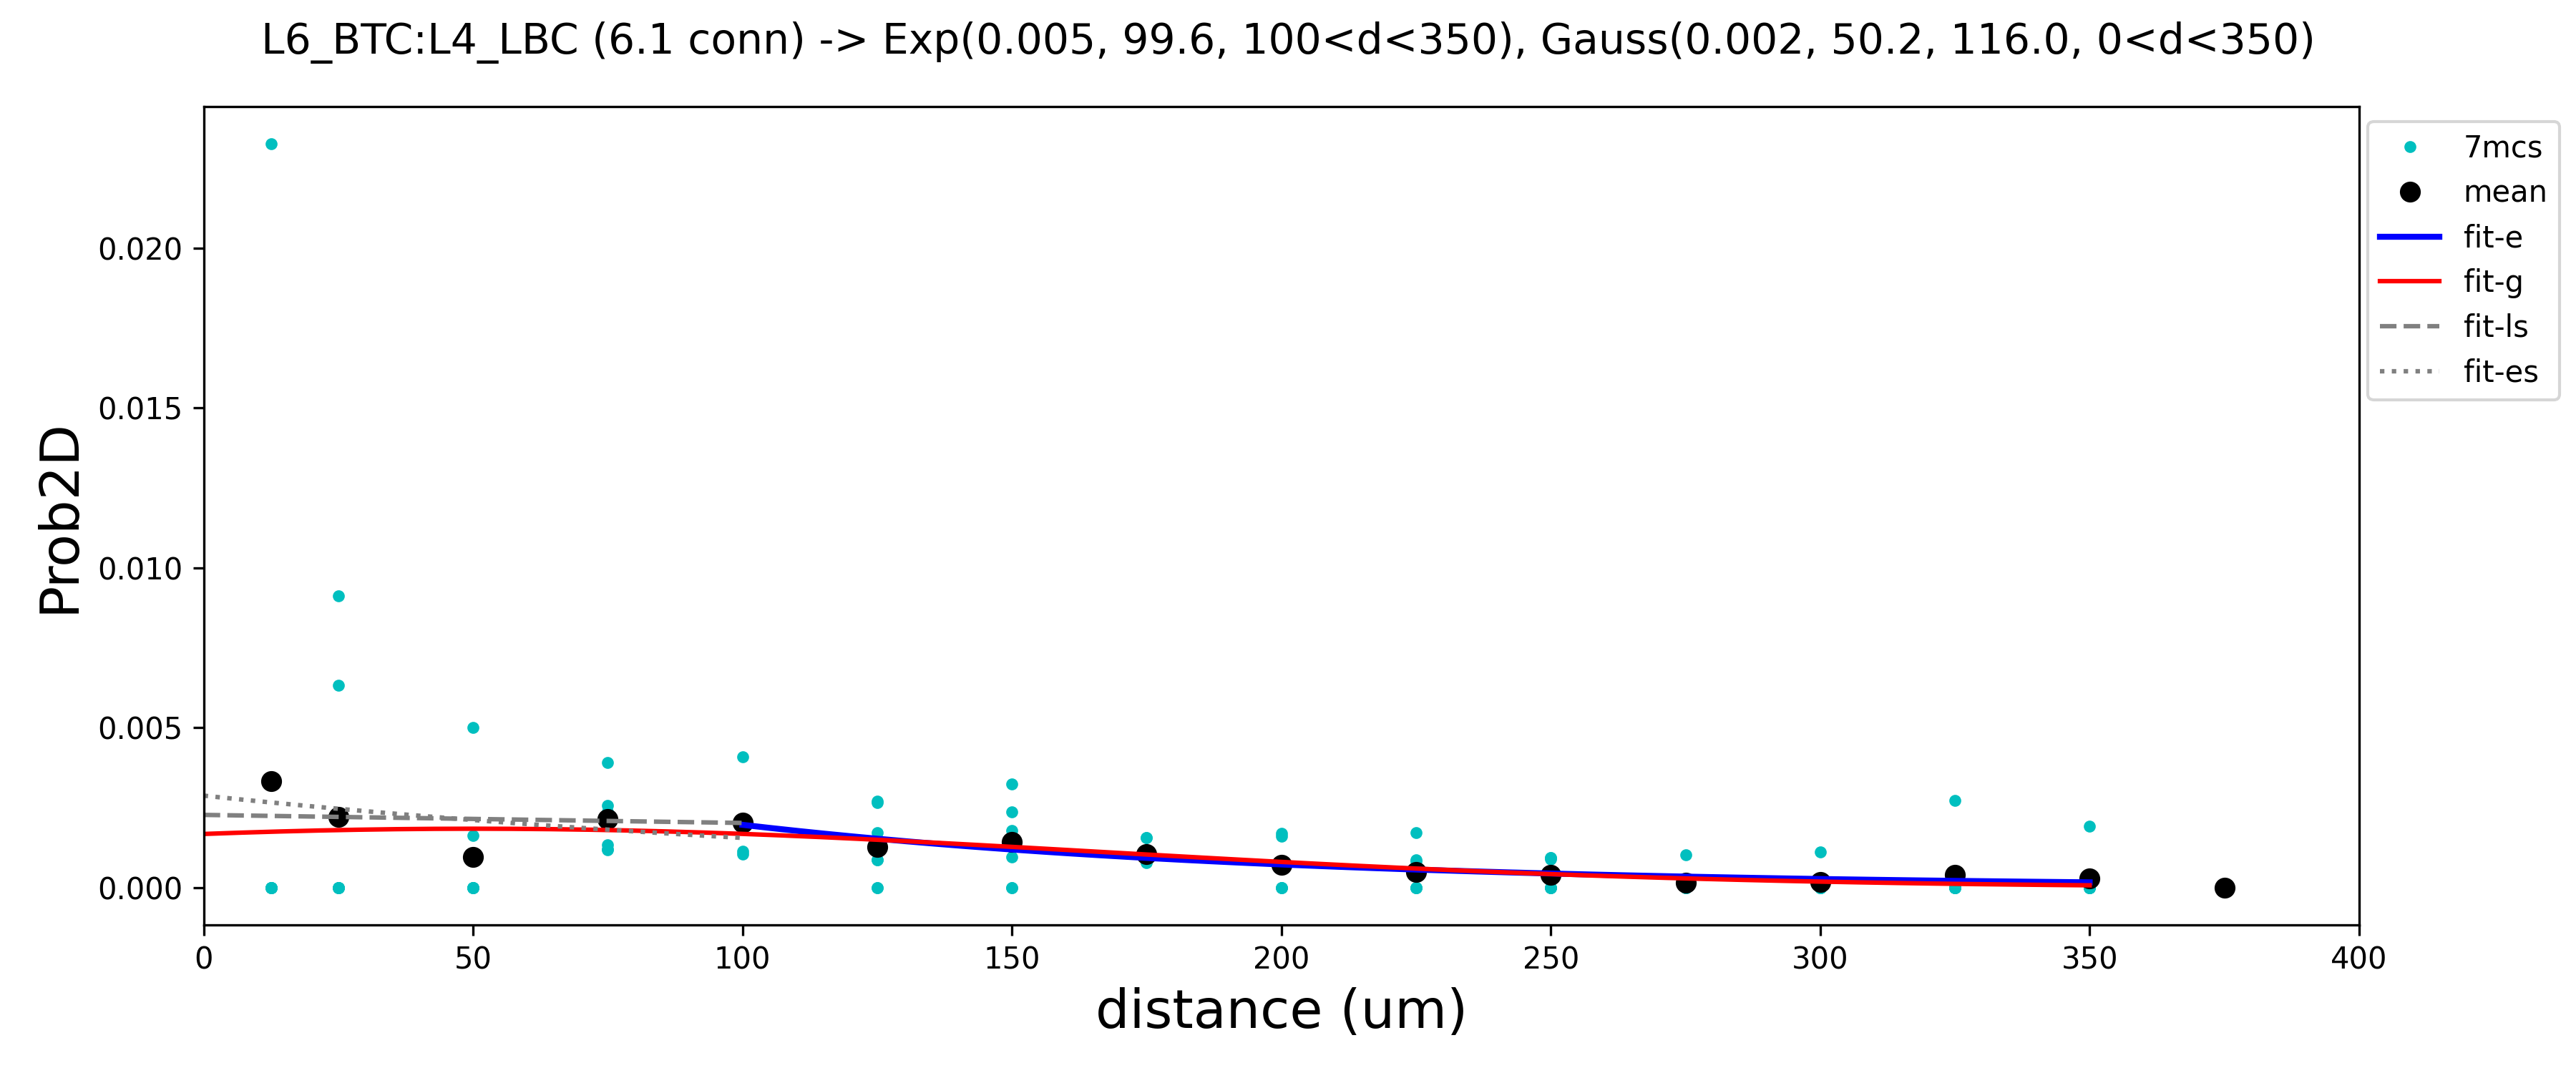 L6_BTC:L4_LBC (6.1 conn) -> Exp(0.005, 99.6, 100<d<350), Gauss(0.002, 50.2, 116.0, 0<d<350)
7mcs
mean
fit-e
fit-g
fit-ls
fit-es
Prob2D
0.020
0.015
0.010
0.005
0.000
0 50 100 150 200 250 300 350 400
distance (um)